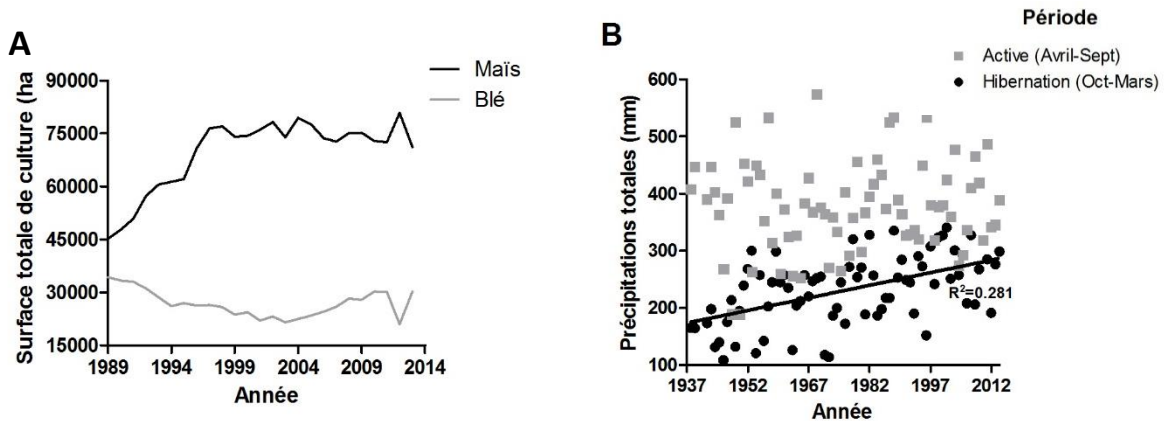 A
Surface totale de culture (ha
90000
75000
60000
45000
30000
15000
1989
1994
1999
2004
2009
2014
Année
Maïs
Blé
B
Période
Active (Avril-Sept)
Hibernation (Oct-Mars)
Précipitations totales (mm)
600
500
400
300
200
100
R²=0.281
1937
1952
1967
1982
1997
2012
Année